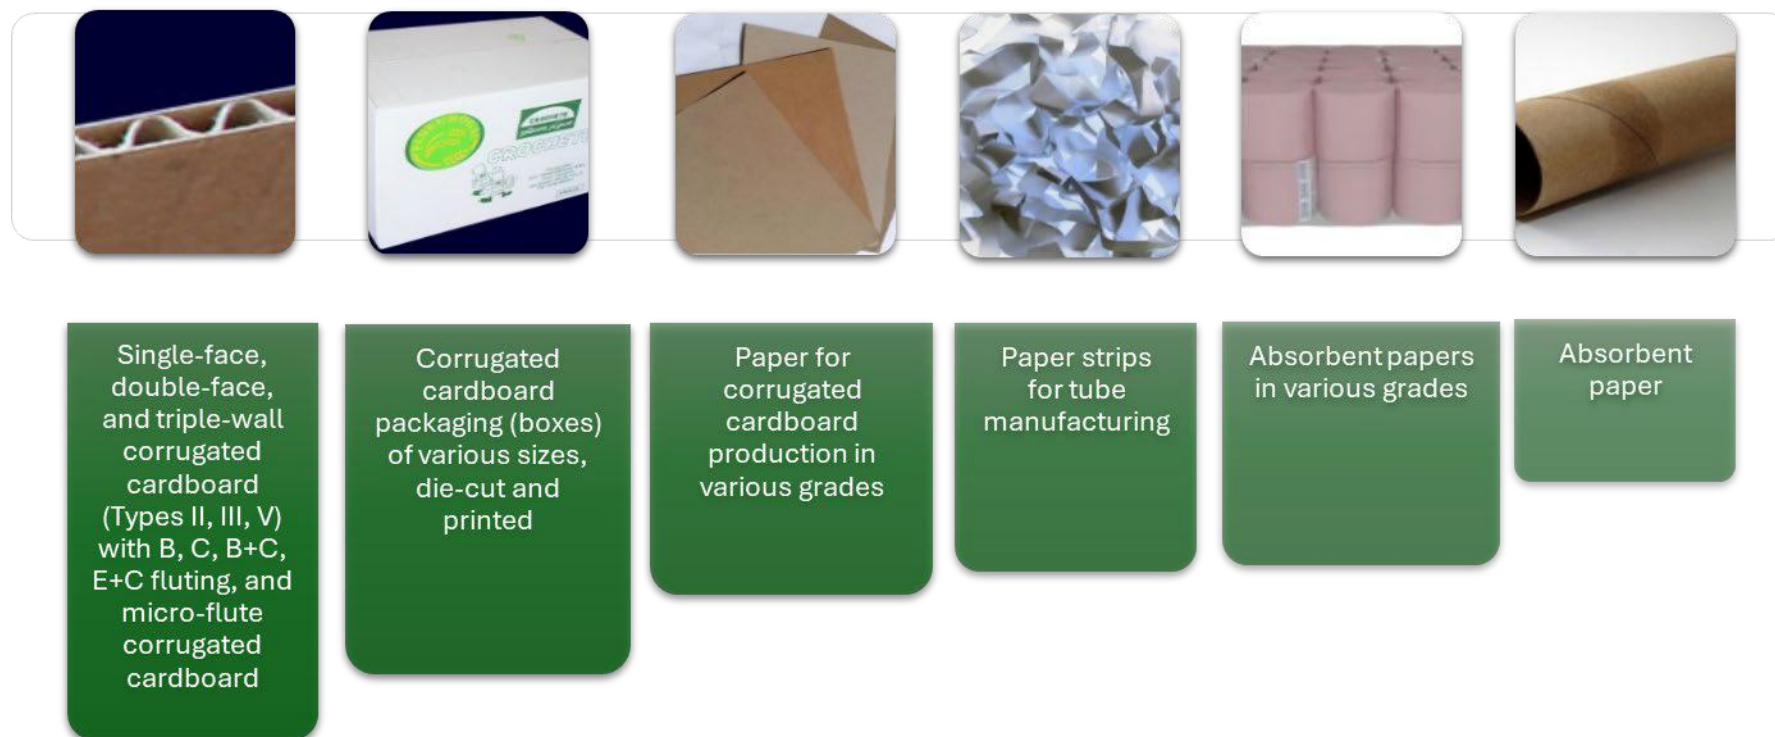 CROCHETE
Single-face,
double-face,
and triple-wall
corrugated
cardboard
(Types II, III, V)
with B, C, B+C,
E+C fluting, and
micro-flute
corrugated
cardboard
Corrugated
cardboard
packaging (boxes)
of various sizes,
die-cut and
printed
Paper for
corrugated
cardboard
production in
various grades
Paper strips
for tube
manufacturing
Absorbent papers
in various grades
Absorbent
paper